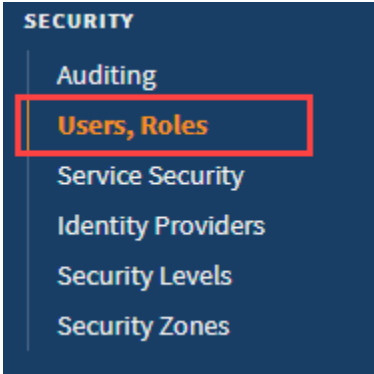 SECURITY
Auditing
Users, Roles
Service Security
Identity Providers
Security Levels
Security Zones